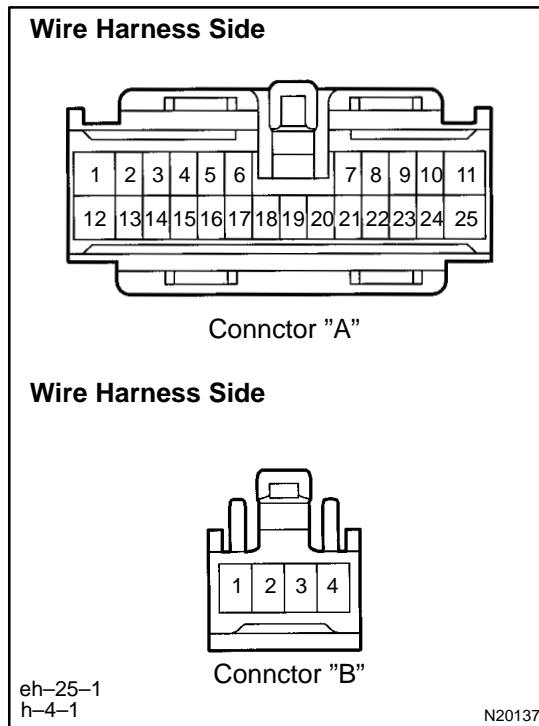 Wire Harness Side
1 2 3 4 5 6 7 8 9 10 11
12 13 14 15 16 17 18 19 20 21 22 23 24 25
Connctor ”A”
Wire Harness Side
1 2 3 4
Connctor ”B”
eh–25–1
h–4–1
N20137